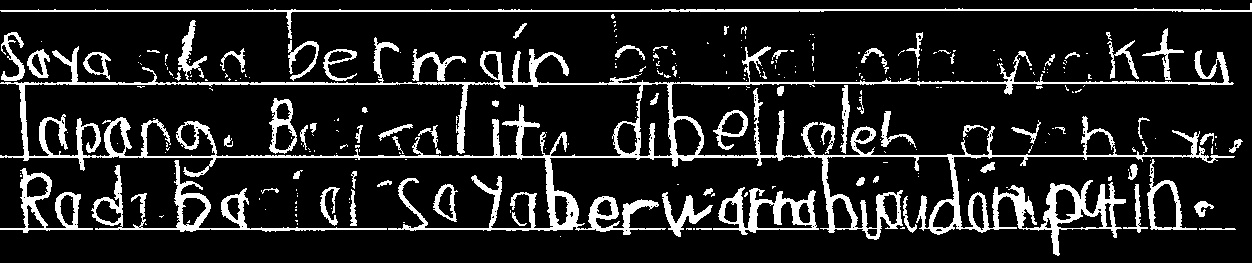 Saya suka bermain basikal pada waktu
lapang. Basikal itu dibeli oleh ayah saya.
Rada basikal saya berwarna hijau dan putih.